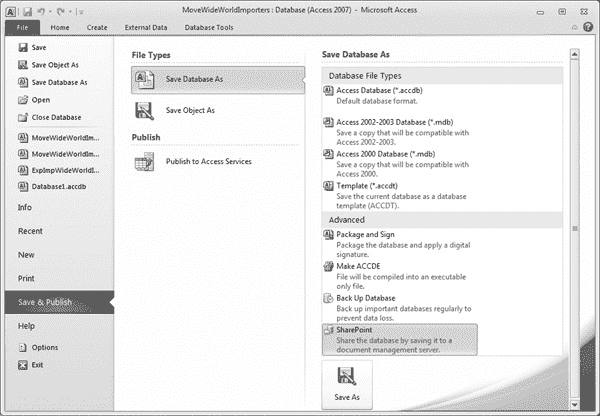 MoveWideWorldImporters : Database (Access 2007) - Microsoft Access
File Home Create External Data Database Tools
Save
Save Object As
Save Database As
Open
Close Database
MoveWideWorldIm...
MoveWideWorldIm...
ExpImpWideWorldI...
Database1.accdb
Info
Recent
New
Print
Save & Publish
Help
Options
Exit
File Types
Save Database As
Save Object As
Publish
Publish to Access Services
Save Database As
Database File Types
Access Database (*.accdb)
Default database format.
Access 2002-2003 Database (*.mdb)
Save a copy that will be compatible with
Access 2002-2003.
Access 2000 Database (*.mdb)
Save a copy that will be compatible with
Access 2000.
Template (*.accdt)
Save the current database as a database
template (ACCDT).
Advanced
Package and Sign
Package the database and apply a digital
signature.
Make ACCDE
File will be compiled into an executable
only file.
Back Up Database
Back up important databases regularly to
prevent data loss.
SharePoint
Share the database by saving it to a
document management server.
Save As